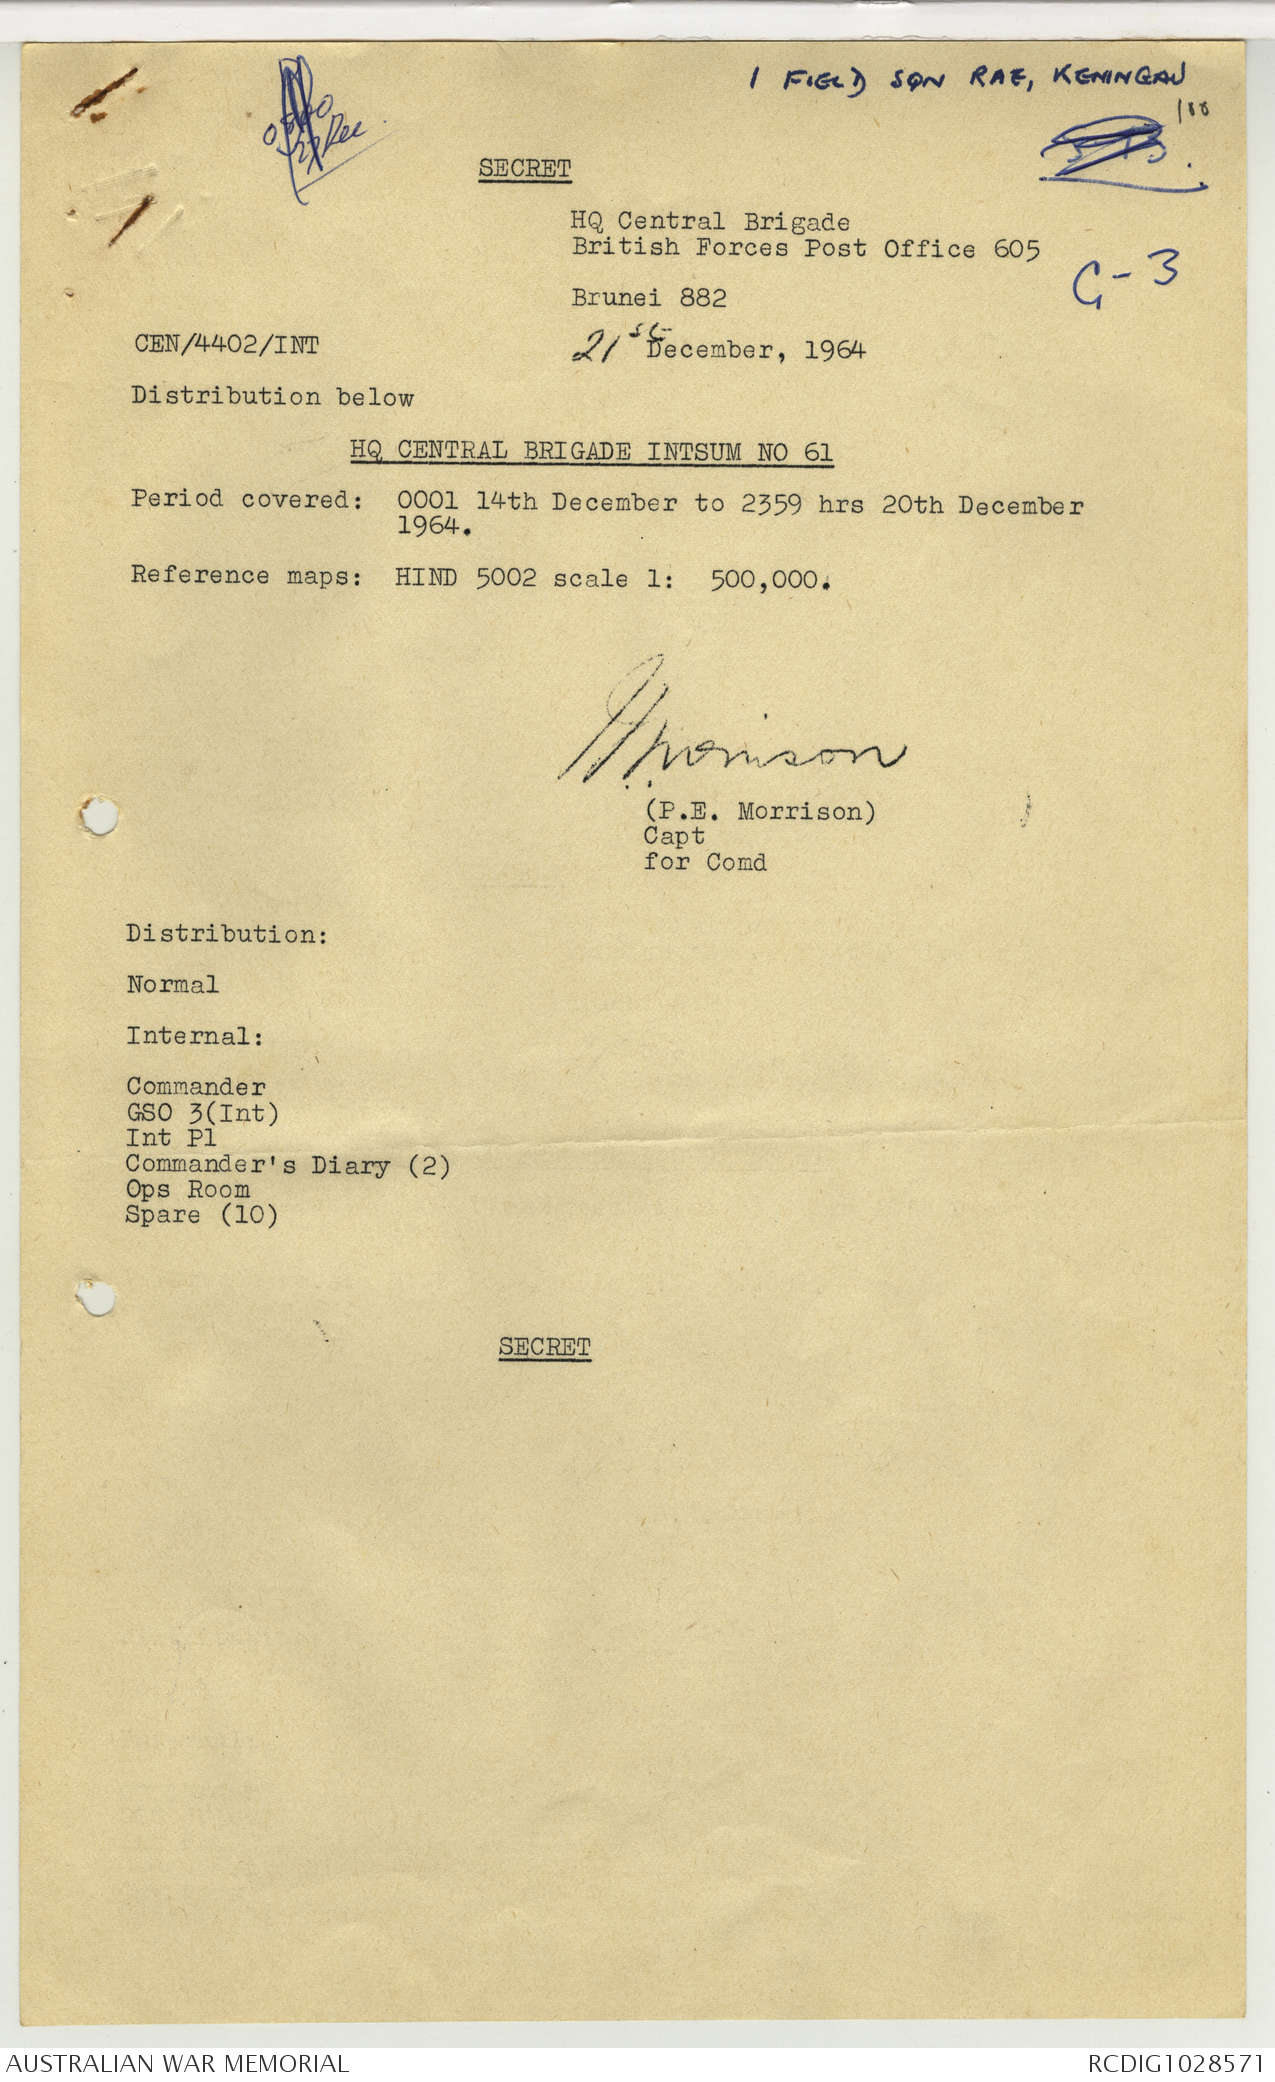 1 FIELD SQN RAE, KENINGAU
100
SECRET
HQ Central Brigade
British Forces Post Office 605
G-3
Brunei 882
CEN/4402/INT
21st December, 1964
Distribution below
HQ CENTRAL BRIGADE INTSUM NO 61
Period covered: 0001 14th December to 2359 hrs 20th December
1964.
Reference maps: HIND 5002 scale 1: 500,000.
(P.E. Morrison)
Capt
for Comd
Distribution:
Normal
Internal:
Commander
GSO 3(Int)
Int Pl
Commander's Diary (2)
Ops Room
Spare (10)
SECRET
AUSTRALIAN WAR MEMORIAL
RCDIG1028571